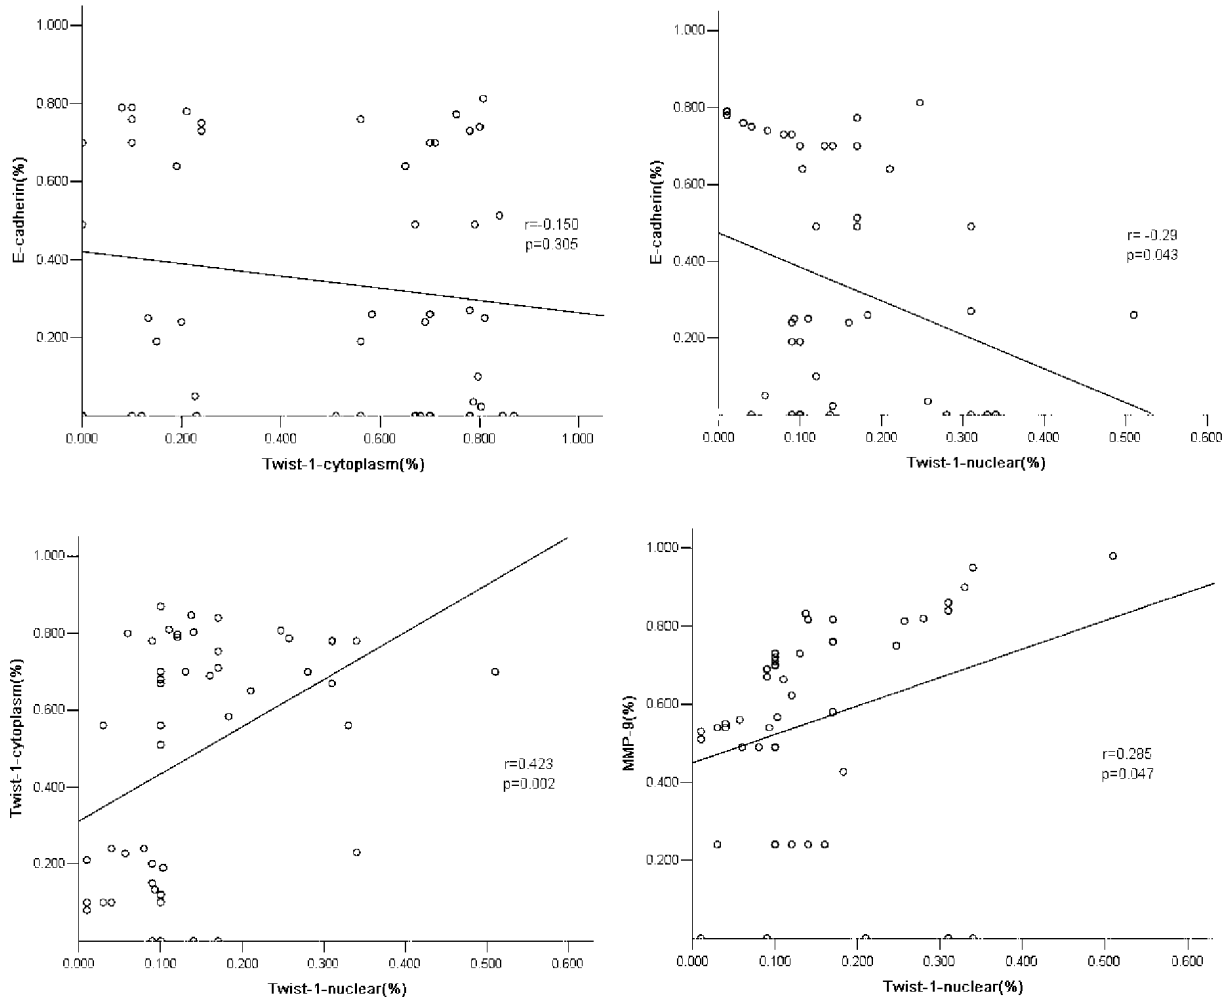 1.000
0.800
0.600
0.400
0.200
E-cadherin(%)
r=-0.150
p=0.305
0.000 0.200 0.400 0.600 0.800 1.000
Twist-1-cytoplasm(%)
1.000
0.800
0.600
0.400
0.200
E-cadherin(%)
r= -0.29
p=0.043
0.000 0.100 0.200 0.300 0.400 0.500 0.600
Twist-1-nuclear(%)
1.000
0.800
0.600
0.400
0.200
Twist-1-cytoplasm(%)
r=0.423
p=0.002
0.000 0.100 0.200 0.300 0.400 0.500 0.600
Twist-1-nuclear(%)
1.000
0.800
0.600
0.400
0.200
MMP-9(%)
r=0.285
p=0.047
0.000 0.100 0.200 0.300 0.400 0.500 0.600
Twist-1-nuclear(%)